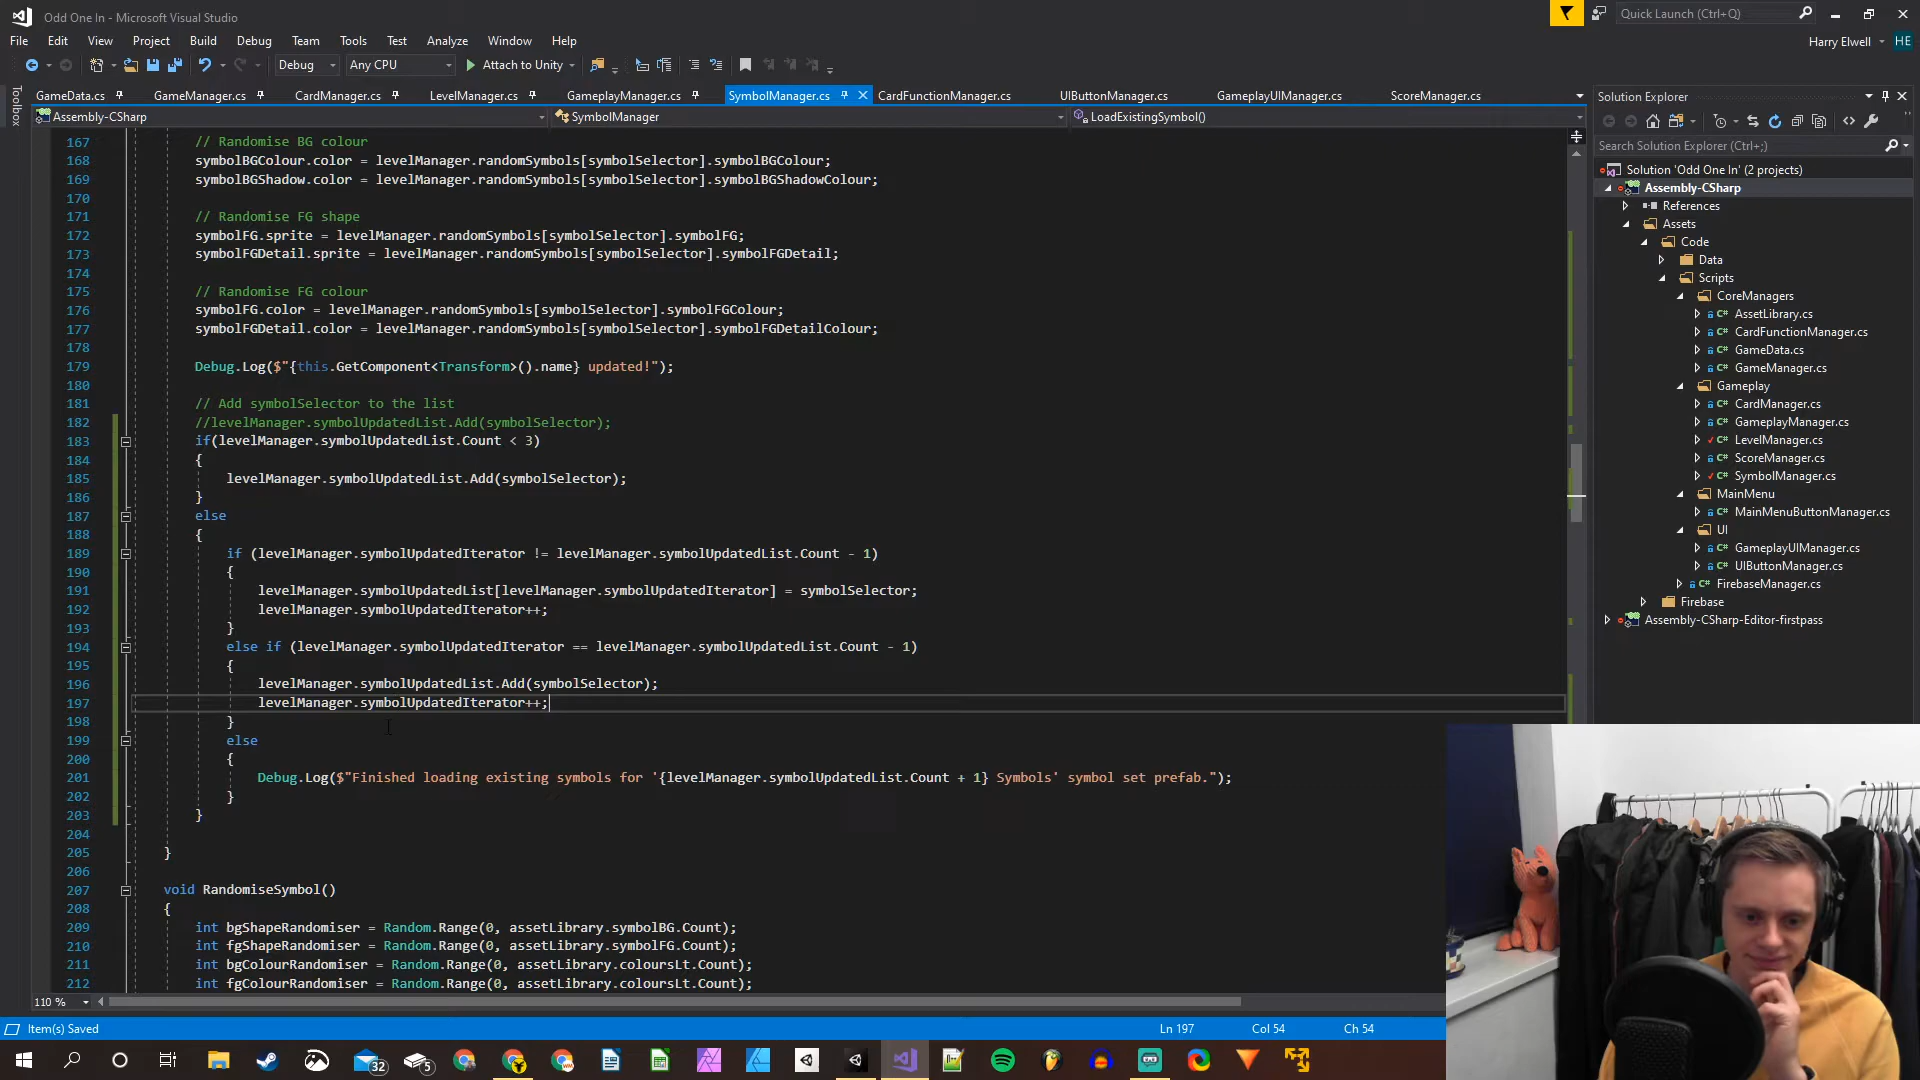 Odd One In - Microsoft Visual Studio
Quick Launch (Ctrl+Q)
File Edit View Project Build Debug Team Tools Test Analyze Window Help
Harry Elwell HE
Debug Any CPU Attach to Unity
Toolbox
GameData.cs GameManager.cs CardManager.cs LevelManager.cs GameplayManager.cs SymbolManager.cs CardFunctionManager.cs UIButtonManager.cs GameplayUIManager.cs ScoreManager.cs
Assembly-CSharp SymbolManager LoadExistingSymbol()
167 // Randomise BG colour
168 symbolBGColour.color = levelManager.randomSymbols[symbolSelector].symbolBGColour;
169 symbolBGShadow.color = levelManager.randomSymbols[symbolSelector].symbolBGShadowColour;
170
171 // Randomise FG shape
172 symbolFG.sprite = levelManager.randomSymbols[symbolSelector].symbolFG;
173 symbolFGDetail.sprite = levelManager.randomSymbols[symbolSelector].symbolFGDetail;
174
175 // Randomise FG colour
176 symbolFG.color = levelManager.randomSymbols[symbolSelector].symbolFGColour;
177 symbolFGDetail.color = levelManager.randomSymbols[symbolSelector].symbolFGDetailColour;
178
179 Debug.Log($"{this.GetComponent<Transform>().name} updated!");
180
181 // Add symbolSelector to the list
182 //levelManager.symbolUpdatedList.Add(symbolSelector);
183 if(levelManager.symbolUpdatedList.Count < 3)
184 {
185 levelManager.symbolUpdatedList.Add(symbolSelector);
186 }
187 else
188 {
189 if (levelManager.symbolUpdatedIterator != levelManager.symbolUpdatedList.Count - 1)
190 {
191 levelManager.symbolUpdatedList[levelManager.symbolUpdatedIterator] = symbolSelector;
192 levelManager.symbolUpdatedIterator++;
193 }
194 else if (levelManager.symbolUpdatedIterator == levelManager.symbolUpdatedList.Count - 1)
195 {
196 levelManager.symbolUpdatedList.Add(symbolSelector);
197 levelManager.symbolUpdatedIterator++;
198 }
199 else
200 {
201 Debug.Log($"Finished loading existing symbols for '{levelManager.symbolUpdatedList.Count + 1} Symbols' symbol set prefab.");
202 }
203 }
204
205 }
206
207 void RandomiseSymbol()
208 {
209 int bgShapeRandomiser = Random.Range(0, assetLibrary.symbolBG.Count);
210 int fgShapeRandomiser = Random.Range(0, assetLibrary.symbolFG.Count);
211 int bgColourRandomiser = Random.Range(0, assetLibrary.coloursLt.Count);
212 int fgColourRandomiser = Random.Range(0, assetLibrary.coloursLt.Count);
110 %
Solution Explorer
Search Solution Explorer (Ctrl+;)
Solution 'Odd One In' (2 projects)
Assembly-CSharp
References
Assets
Code
Data
Scripts
CoreManagers
AssetLibrary.cs
CardFunctionManager.cs
GameData.cs
GameManager.cs
Gameplay
CardManager.cs
GameplayManager.cs
LevelManager.cs
ScoreManager.cs
SymbolManager.cs
MainMenu
MainMenuButtonManager.cs
UI
GameplayUIManager.cs
UIButtonManager.cs
FirebaseManager.cs
Firebase
Assembly-CSharp-Editor-firstpass
Item(s) Saved Ln 197 Col 54 Ch 54
32 5